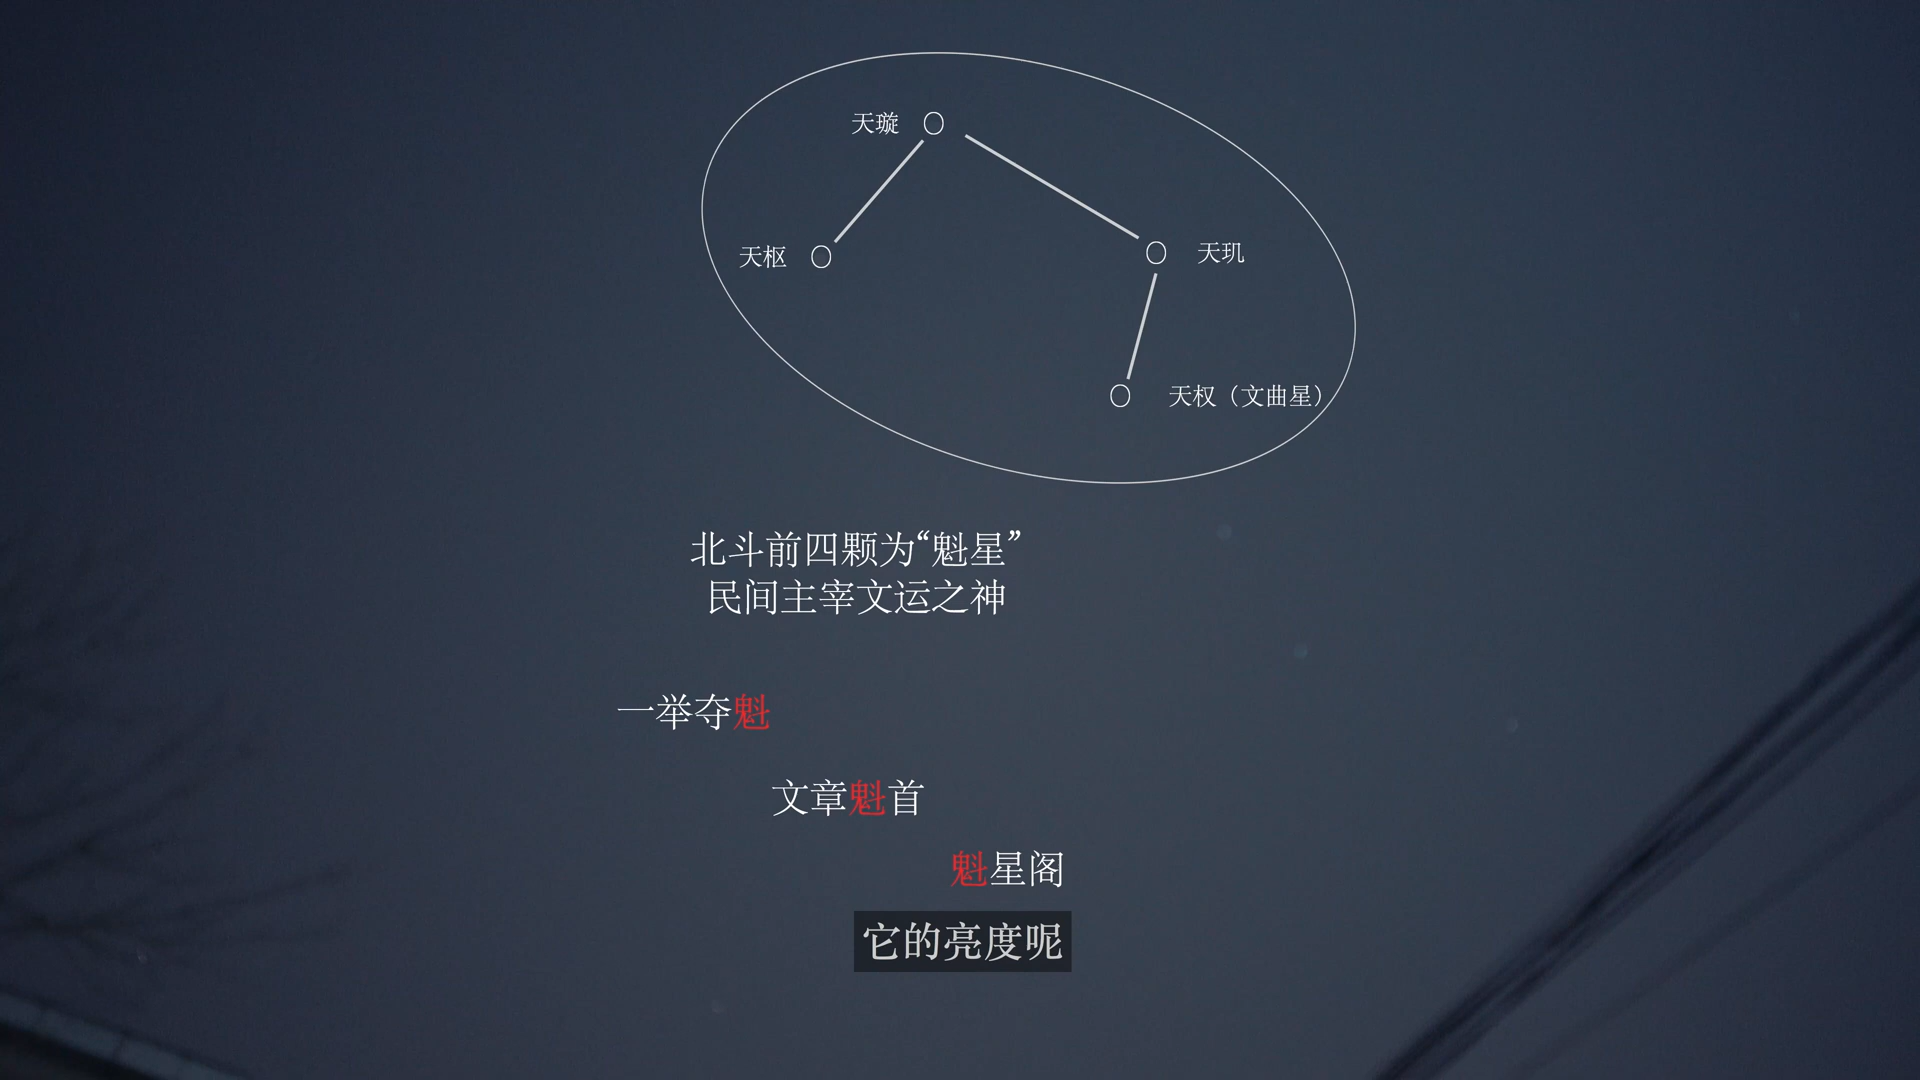 天璇
天枢
天玑
天权（文曲星）
北斗前四颗为“魁星”
民间主宰文运之神
一举夺魁
文章魁首
魁星阁
它的亮度呢